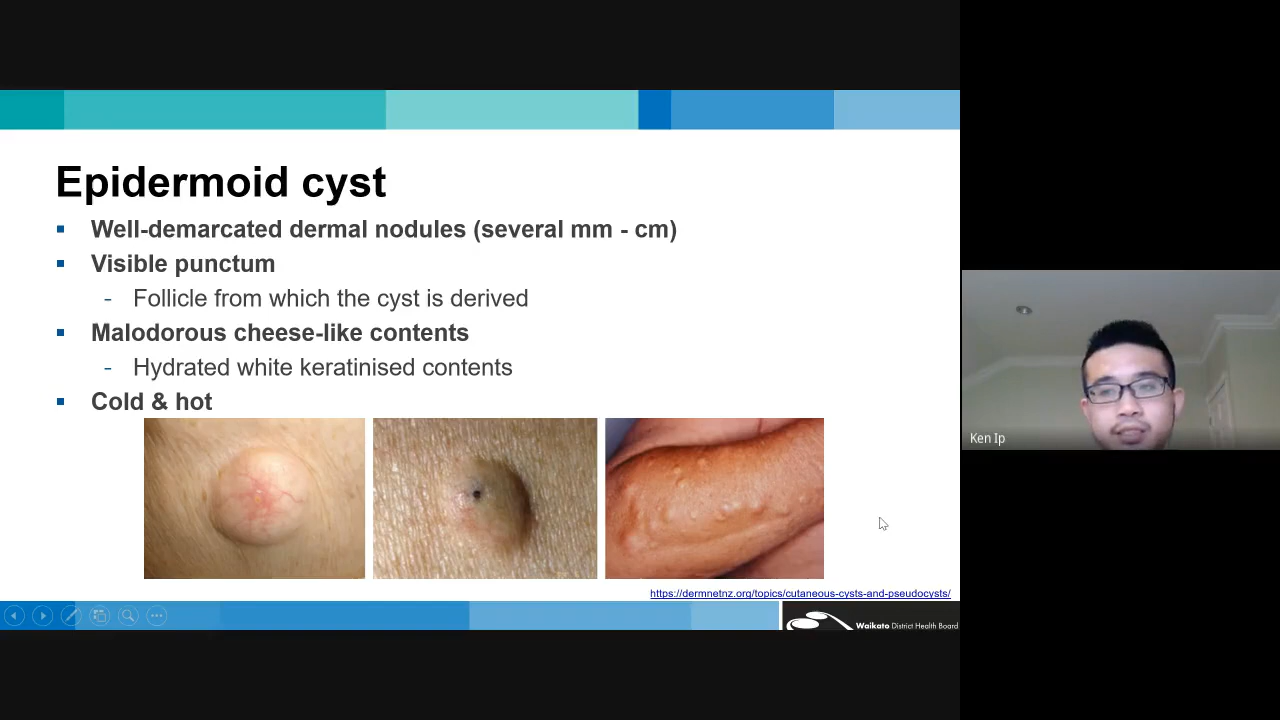 Epidermoid cyst
▪ Well-demarcated dermal nodules (several mm - cm)
▪ Visible punctum
- Follicle from which the cyst is derived
▪ Malodorous cheese-like contents
- Hydrated white keratinised contents
▪ Cold & hot
https://dermnetnz.org/topics/cutaneous-cysts-and-pseudocysts/
Waikato District Health Board
Ken Ip